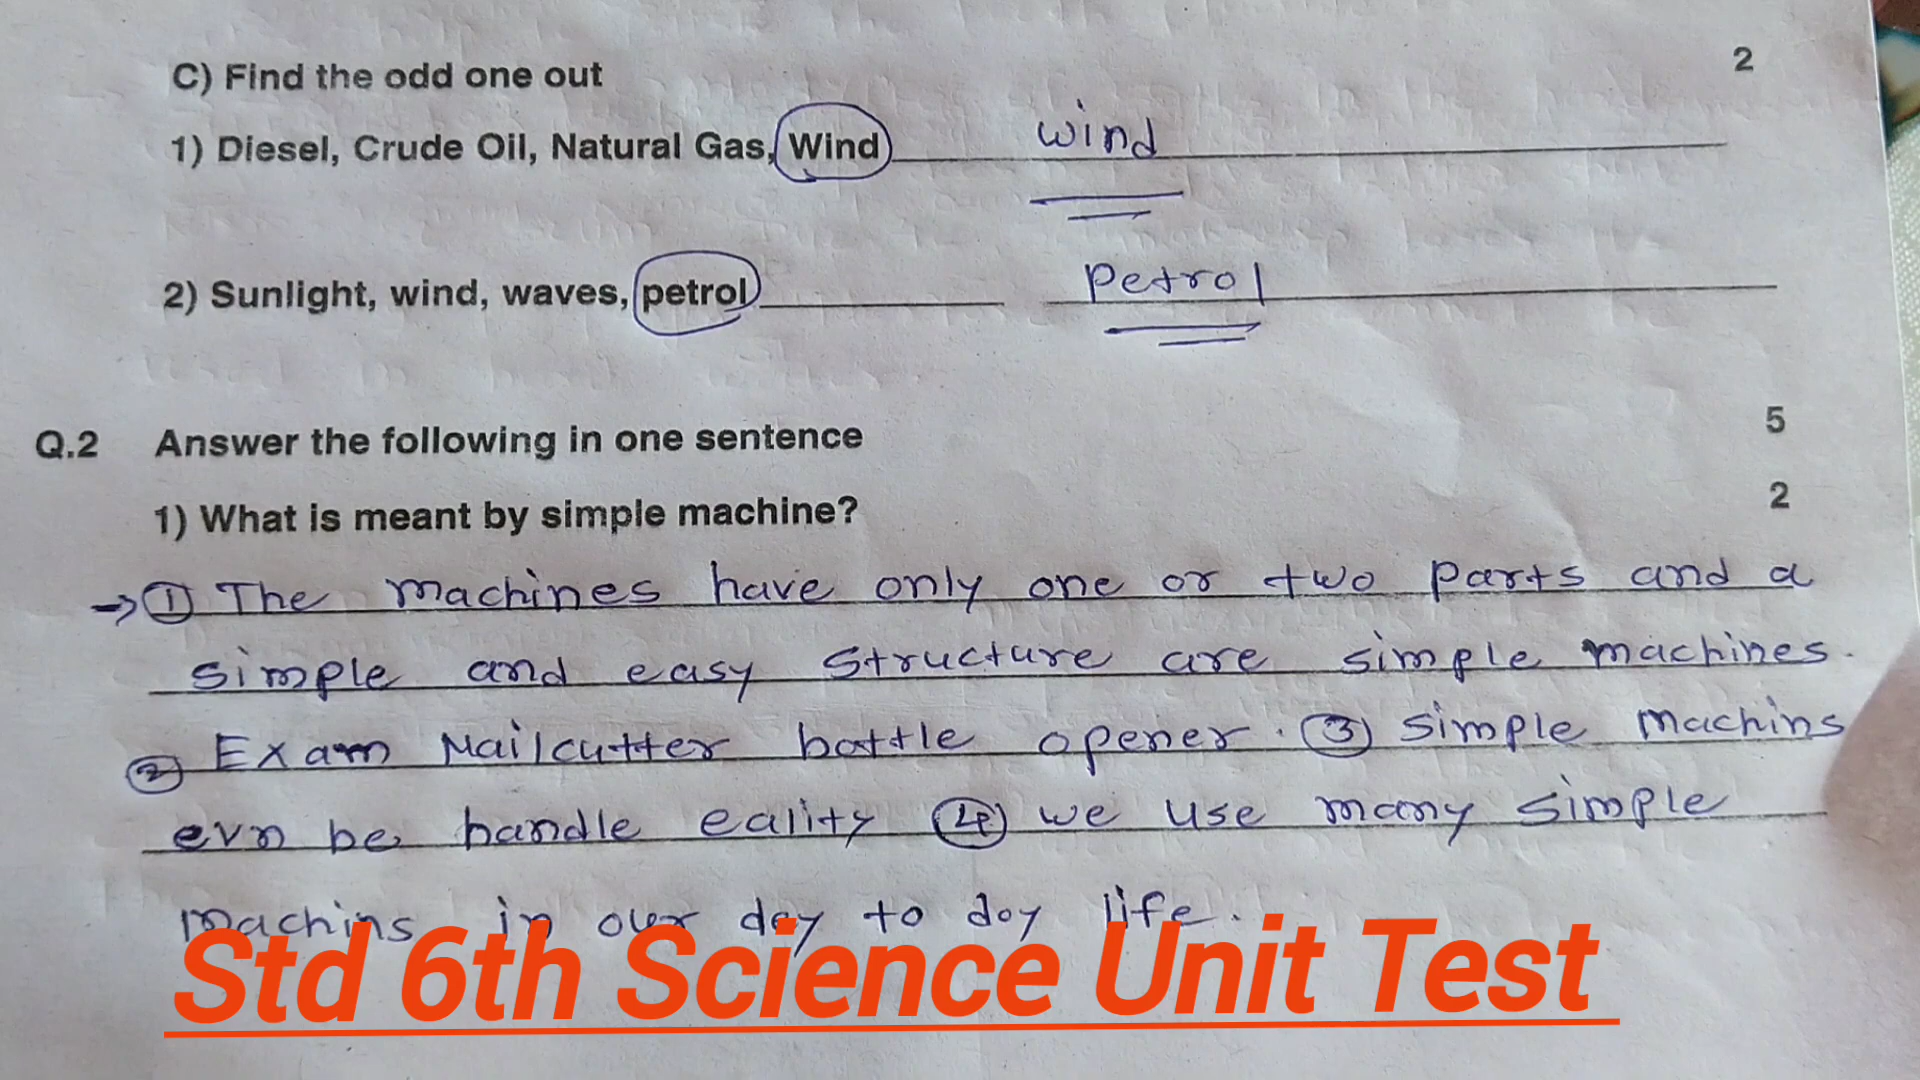 C) Find the odd one out 2
1) Diesel, Crude Oil, Natural Gas, Wind wind
2) Sunlight, wind, waves, petrol Petrol
Q.2 Answer the following in one sentence 5
1) What is meant by simple machine? 2
→ ① The machines have only one or two parts and a
simple and easy structure are simple machines.
② Exam Nailcutter bottle opener. ③ simple machins
evn be handle eality ④ we use many simple
machins in our day to doy life.
Std 6th Science Unit Test